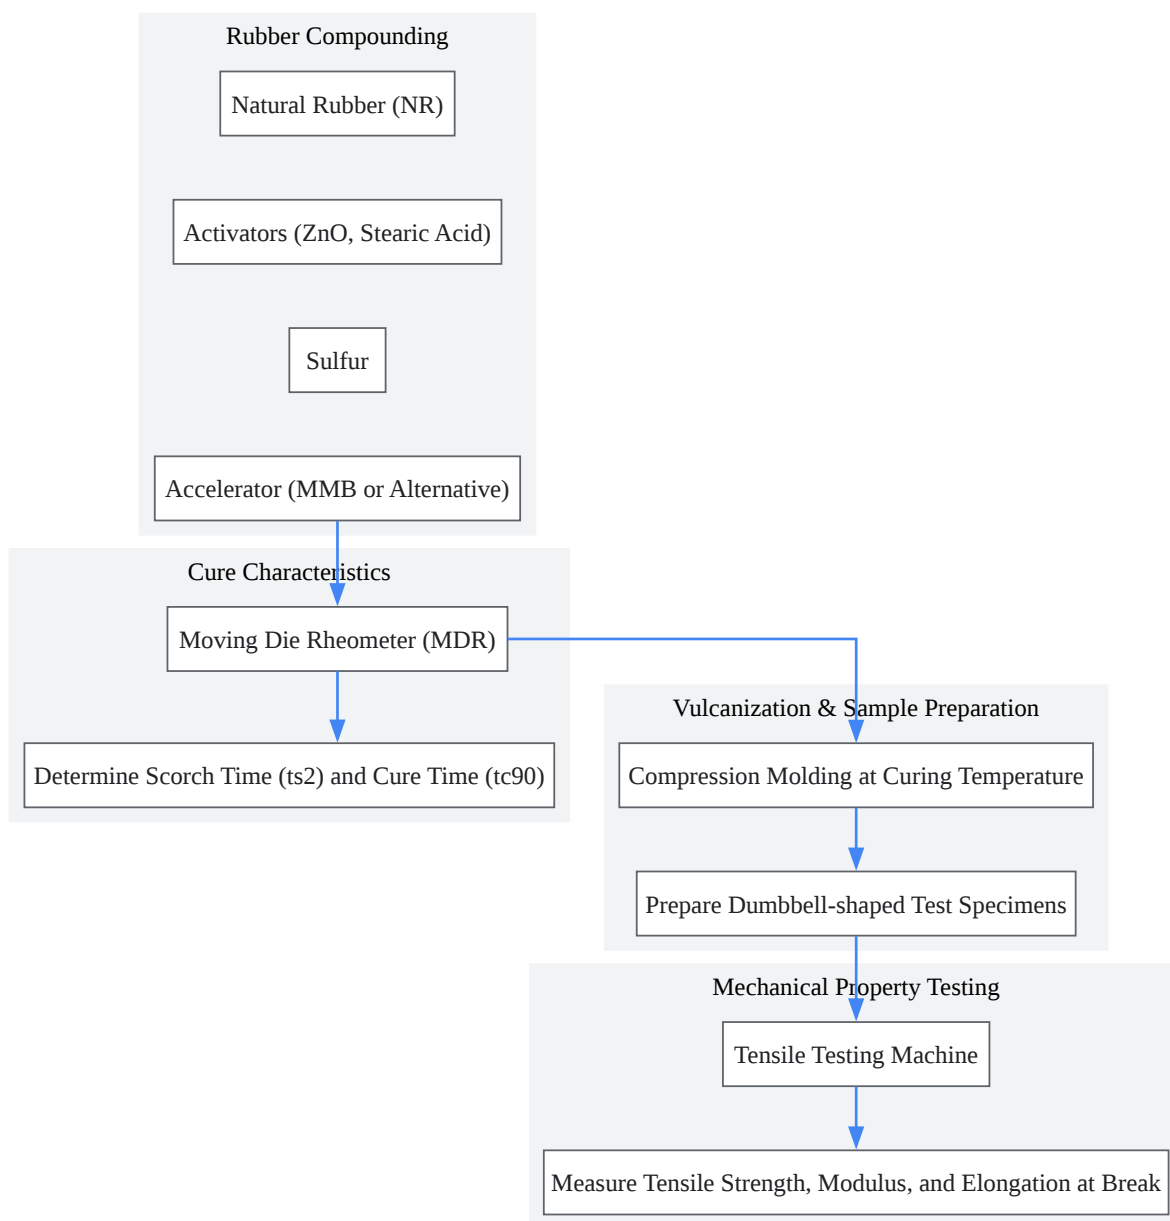 Rubber Compounding
Natural Rubber (NR)
Activators (ZnO, Stearic Acid)
Sulfur
Accelerator (MMB or Alternative)
Cure Characteristics
Moving Die Rheometer (MDR)
Determine Scorch Time (ts2) and Cure Time (tc90)
Vulcanization & Sample Preparation
Compression Molding at Curing Temperature
Prepare Dumbbell-shaped Test Specimens
Mechanical Property Testing
Tensile Testing Machine
Measure Tensile Strength, Modulus, and Elongation at Break